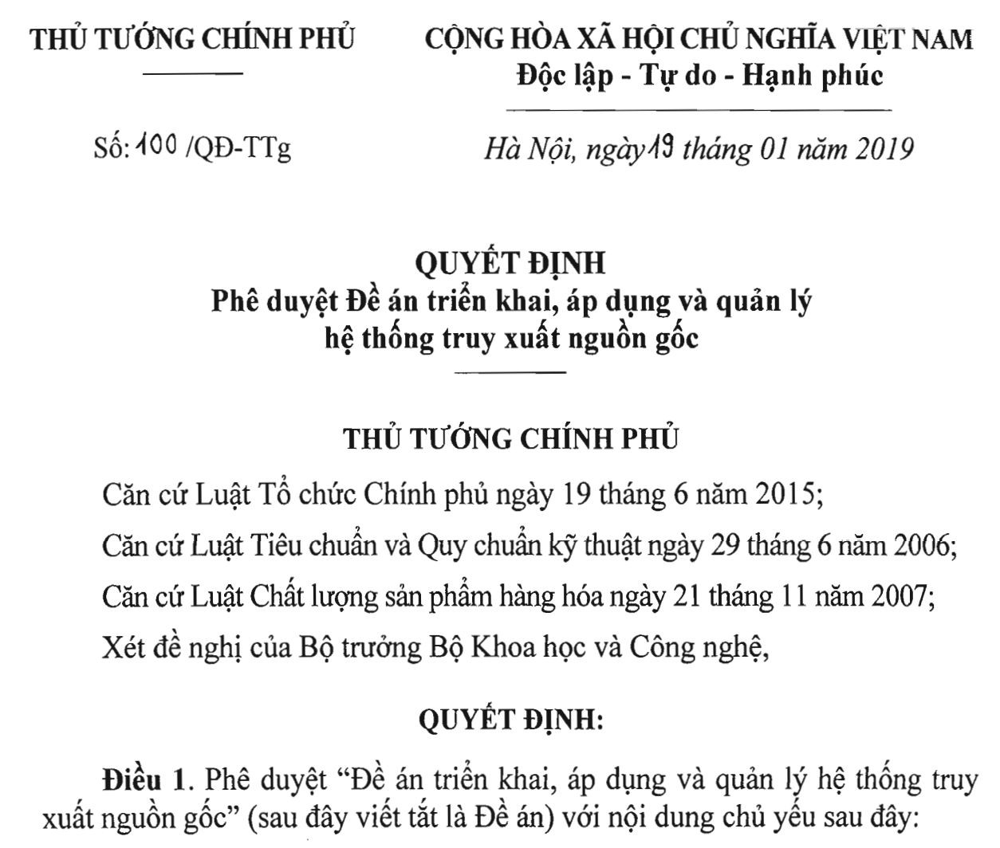 THỦ TƯỚNG CHÍNH PHỦ
CỘNG HÒA XÃ HỘI CHỦ NGHĨA VIỆT NAM
Độc lập - Tự do - Hạnh phúc
Số: 100 /QĐ-TTg
Hà Nội, ngày 19 tháng 01 năm 2019
QUYẾT ĐỊNH
Phê duyệt Đề án triển khai, áp dụng và quản lý
hệ thống truy xuất nguồn gốc
THỦ TƯỚNG CHÍNH PHỦ
Căn cứ Luật Tổ chức Chính phủ ngày 19 tháng 6 năm 2015;
Căn cứ Luật Tiêu chuẩn và Quy chuẩn kỹ thuật ngày 29 tháng 6 năm 2006;
Căn cứ Luật Chất lượng sản phẩm hàng hóa ngày 21 tháng 11 năm 2007;
Xét đề nghị của Bộ trưởng Bộ Khoa học và Công nghệ,
QUYẾT ĐỊNH:
Điều 1. Phê duyệt “Đề án triển khai, áp dụng và quản lý hệ thống truy
xuất nguồn gốc” (sau đây viết tắt là Đề án) với nội dung chủ yếu sau đây: